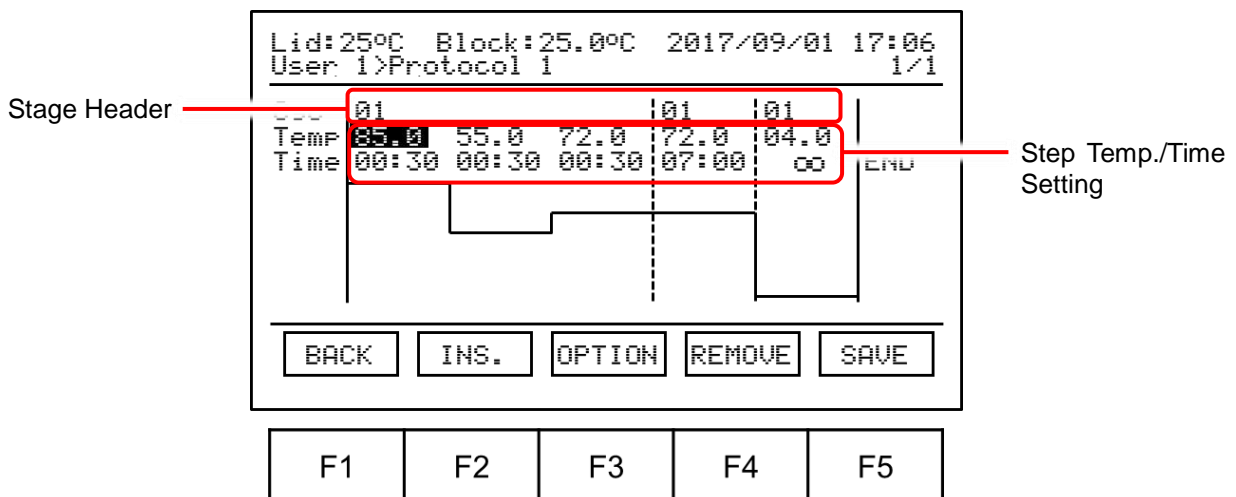 Lid:25ºC Block:25.0ºC 2017/09/01 17:06
User 1>Protocol 1 1/1
Stage Header
01 01 01
Temp 85.0 55.0 72.0 72.0 04.0
Time 00:30 00:30 00:30 07:00 ∞ END
Step Temp./Time
Setting
BACK INS. OPTION REMOVE SAVE
F1 F2 F3 F4 F5